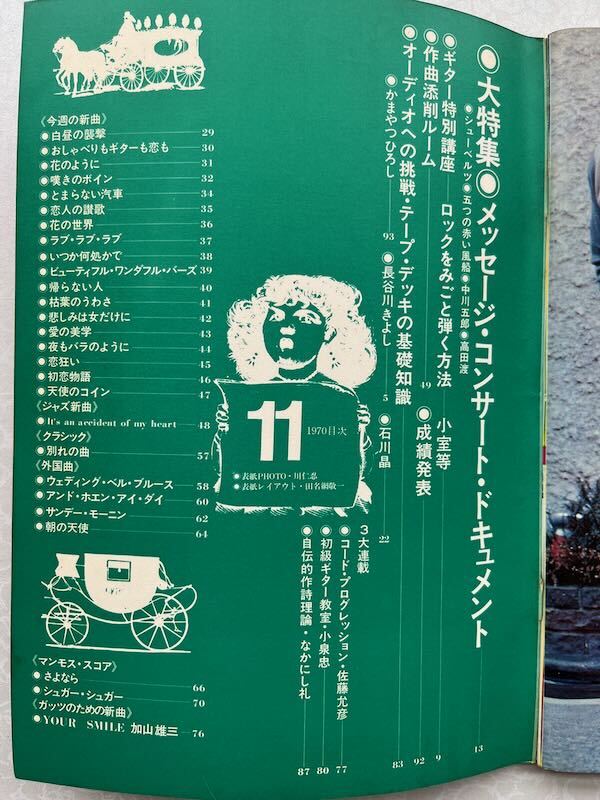 ●大特集●メッセージ・コンサート・ドキュメント 13
●シューベルツ●五つの赤い風船●中川五郎●高田渡
●ギター特別講座 ロックをみごと弾く方法 小室等 9
●作曲添削ルーム 49 ●成績発表 92
●オーディオへの挑戦・テープ・デッキの基礎知識 83
●かまやつひろし 93 ●長谷川きよし 5 ●石川晶 22
3大連載
●コード・プログレッション・佐藤允彦 77
●初級ギター教室・小泉忠 80
●自伝的作詩理論・なかにし礼 87
11
1970目次
●表紙PHOTO・川仁忍
●表紙レイアウト・田名網敬一
《今週の新曲》
●白昼の襲撃 29
●おしゃべりもギターも恋も 30
●花のように 31
●嘆きのボイン 32
●とまらない汽車 34
●恋人の讃歌 35
●花の世界 36
●ラブ・ラブ・ラブ 37
●いつか何処かで 38
●ビューティフル・ワンダフル・バーズ 39
●帰らない人 40
●枯葉のうわさ 41
●悲しみは女だけに 42
●愛の美学 43
●夜もバラのように 44
●恋狂い 45
●初恋物語 46
●天使のコイン 47
《ジャズ新曲》
●It's an accident of my heart 48
《クラシック》
●別れの曲 57
《外国曲》
●ウェディング・ベル・ブルース 58
●アンド・ホエン・アイ・ダイ 60
●サンデー・モーニン 62
●朝の天使 64
《マンモス・スコア》
●さよなら 66
●シュガー・シュガー 70
《ガッツのための新曲》
●YOUR SMILE 加山雄三 76